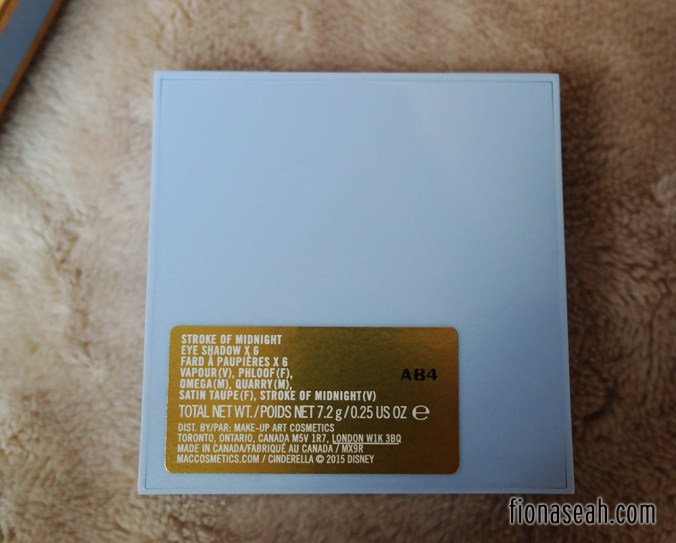 STROKE OF MIDNIGHT
EYE SHADOW X 6
FARD À PAUPIÈRES X 6
VAPOUR(V), PHLOOF(F),
OMEGA(M), QUARRY(M),
SATIN TAUPE(F), STROKE OF MIDNIGHT(V)
AB4
TOTAL NET WT./POIDS NET 7.2 g/0.25 US OZ ℮
DIST. BY/PAR: MAKE-UP ART COSMETICS
TORONTO, ONTARIO, CANADA M5V 1R7, LONDON W1K 3BQ
MADE IN CANADA/FABRIQUÉ AU CANADA / MX9R
MACCOSMETICS.COM / CINDERELLA © 2015 DISNEY
fionaseah.com